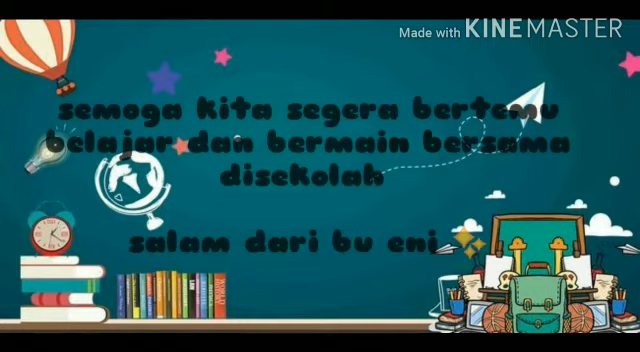 Made with KINEMASTER
semoga kita segera bertemu
belajar dan bermain bersama
disekolah
salam dari bu eni